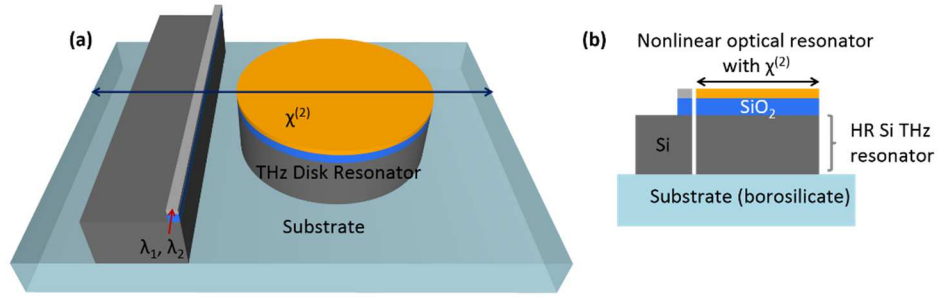 (a)
χ(2)
THz Disk Resonator
Substrate
λ1, λ2
(b)
Nonlinear optical resonator
with χ(2)
SiO2
Si
HR Si THz
resonator
Substrate (borosilicate)